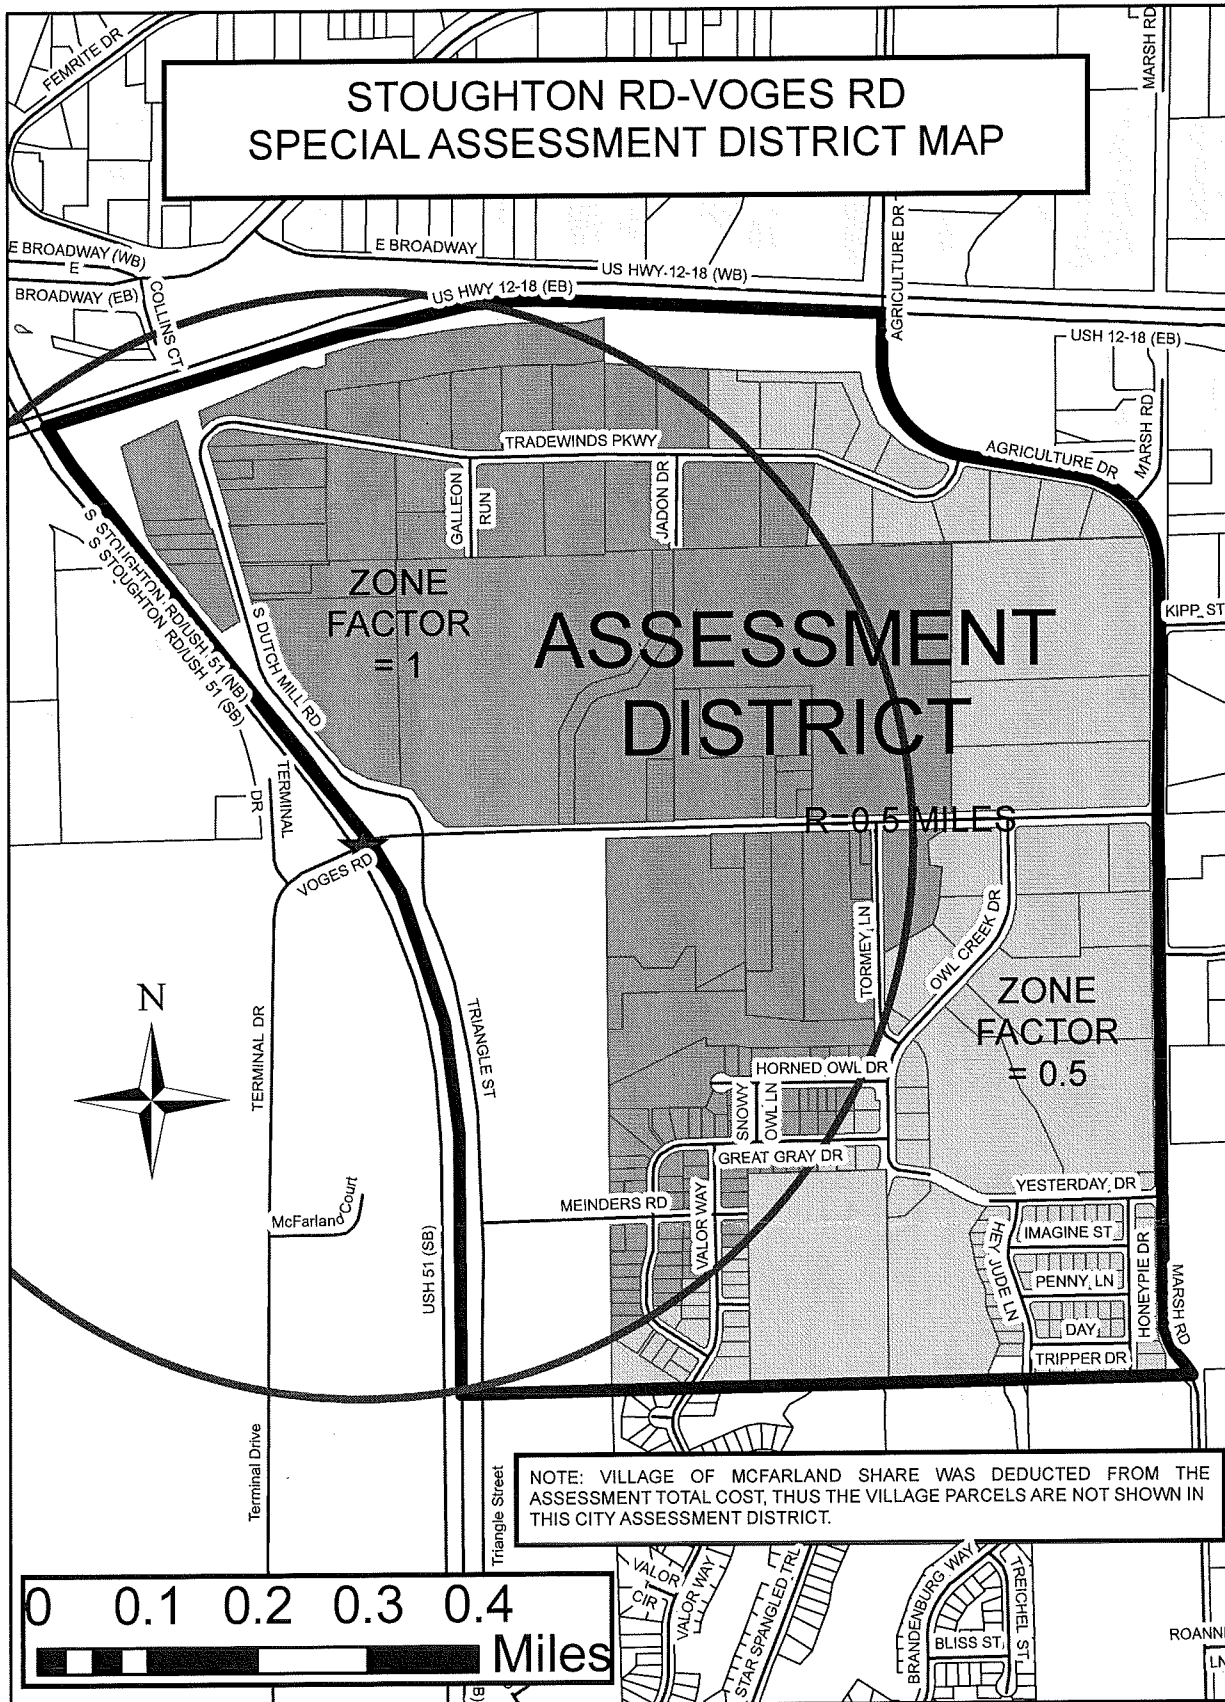 FEMRITE DR
MARSH RD
STOUGHTON RD-VOGES RD
SPECIAL ASSESSMENT DISTRICT MAP
AGRICULTURE DR
E BROADWAY (WB)
E
BROADWAY (EB)
COLLINS CT
E BROADWAY
US HWY 12-18 (WB)
US HWY 12-18 (EB)
USH 12-18 (EB)
MARSH RD
AGRICULTURE DR
TRADEWINDS PKWY
GALLEON
RUN
JADON DR
S STOUGHTON RD/USH 51 (NB)
S STOUGHTON RD/USH 51 (SB)
S DUTCH MILL RD
ZONE
FACTOR
= 1
ASSESSMENT
DISTRICT
KIPP ST
R=0.5 MILES
TERMINAL
DR
VOGES RD
TORMEY LN
OWL CREEK DR
ZONE
FACTOR
= 0.5
N
TERMINAL DR
TRIANGLE ST
HORNED OWL DR
SNOWY
OWL LN
GREAT GRAY DR
MEINDERS RD
VALOR WAY
YESTERDAY DR
HEY JUDE LN
IMAGINE ST
PENNY LN
DAY
TRIPPER DR
HONEYPIE DR
MARSH RD
McFarland Court
USH 51 (SB)
Terminal Drive
Triangle Street
NOTE: VILLAGE OF MCFARLAND SHARE WAS DEDUCTED FROM THE
ASSESSMENT TOTAL COST, THUS THE VILLAGE PARCELS ARE NOT SHOWN IN
THIS CITY ASSESSMENT DISTRICT.
VALOR
CIR
VALOR WAY
STAR SPANGLED TRL
BRANDENBURG WAY
TREICHEL ST
BLISS ST
ROANN
LN
0 0.1 0.2 0.3 0.4
Miles
B)